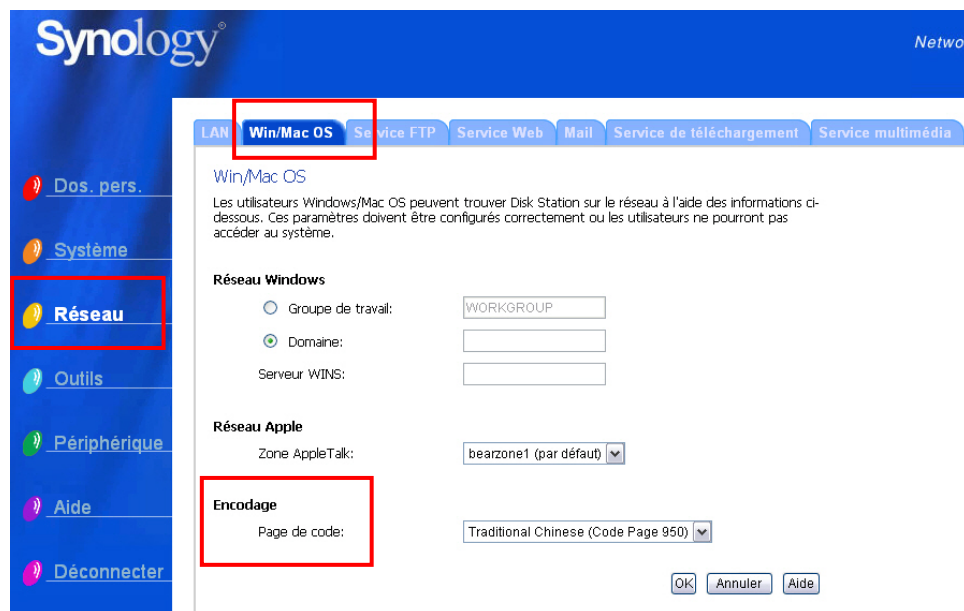 Synology®
Netwo
LAN Win/Mac OS Service FTP Service Web Mail Service de téléchargement Service multimédia
Dos. pers.
Système
Réseau
Outils
Périphérique
Aide
Déconnecter
Win/Mac OS
Les utilisateurs Windows/Mac OS peuvent trouver Disk Station sur le réseau à l'aide des informations ci-
dessous. Ces paramètres doivent être configurés correctement ou les utilisateurs ne pourront pas
accéder au système.
Réseau Windows
Groupe de travail: WORKGROUP
Domaine:
Serveur WINS:
Réseau Apple
Zone AppleTalk: bearzone1 (par défaut)
Encodage
Page de code: Traditional Chinese (Code Page 950)
OK Annuler Aide